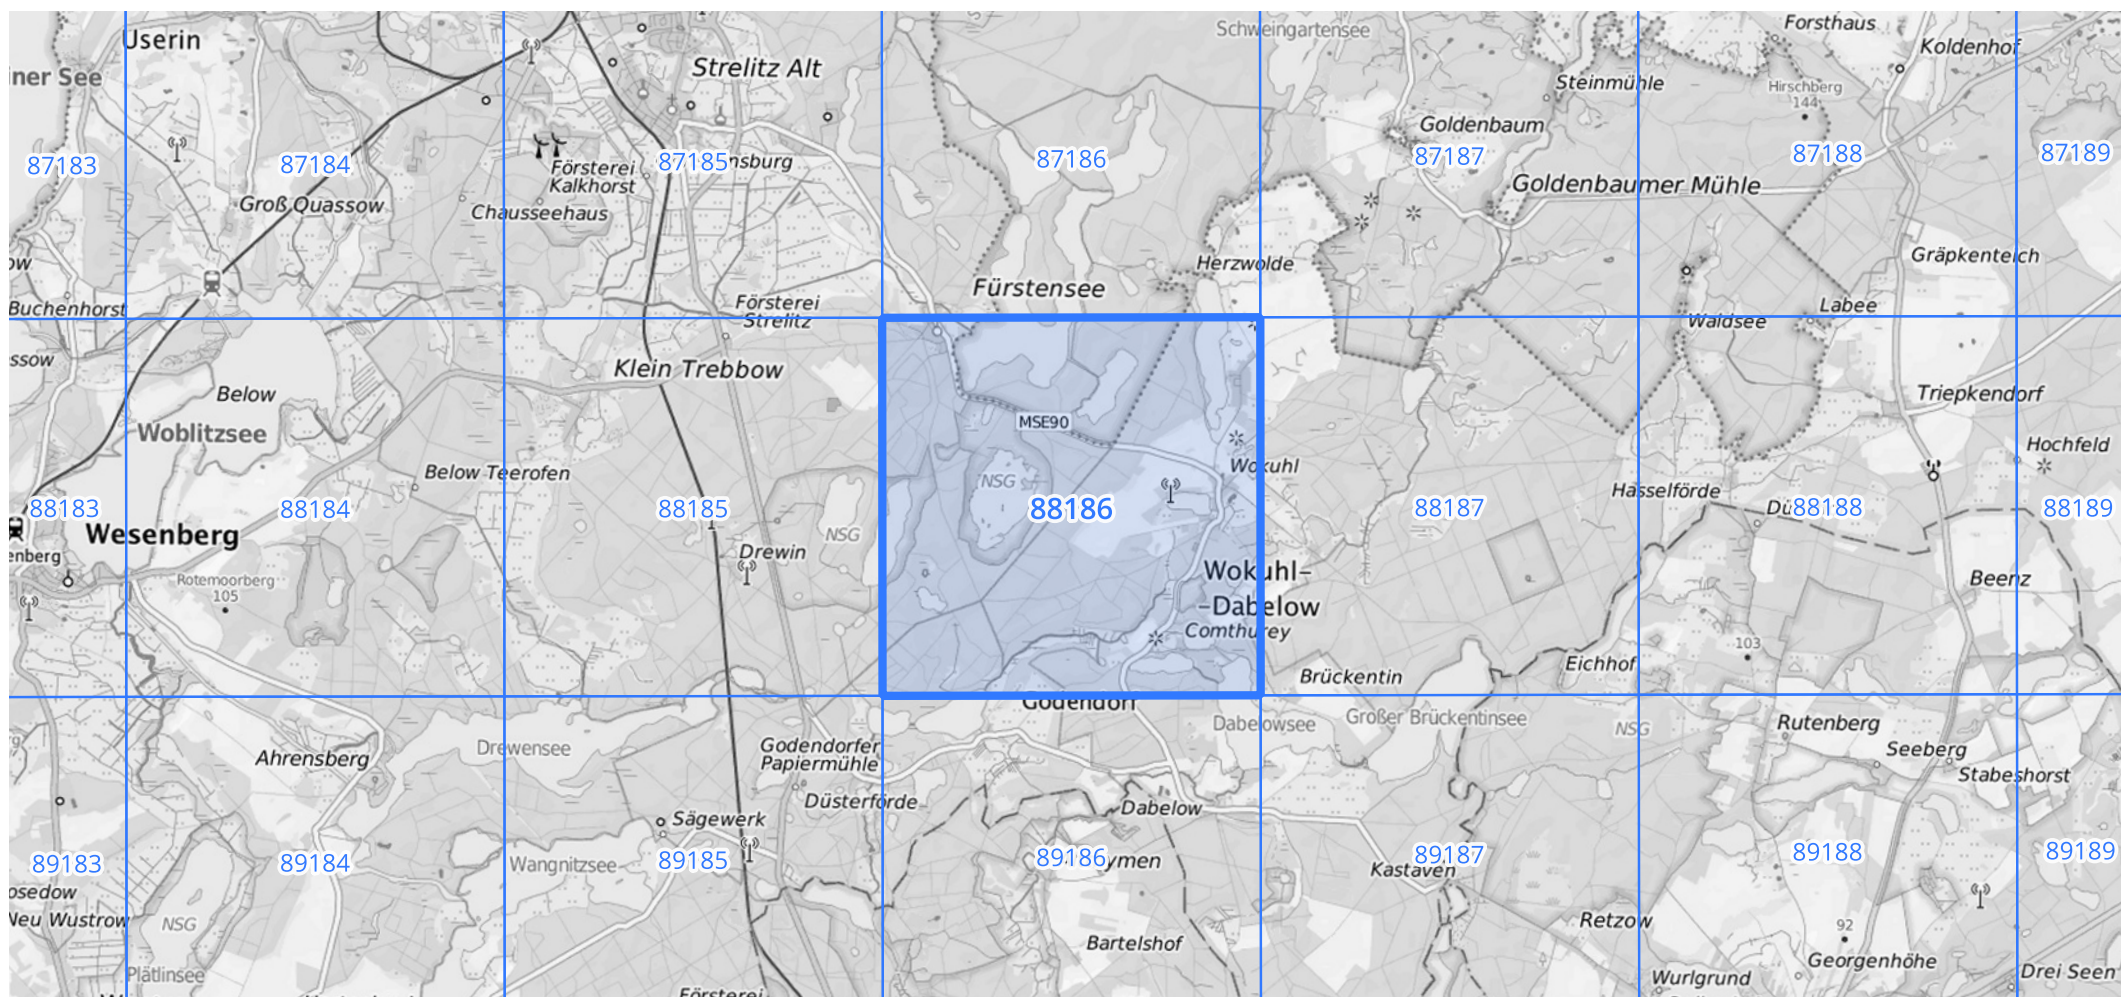 Userin
Strelitz Alt
Schweingartensee
Forsthaus
Koldenhof
iner See
Steinmühle
Hirschberg
144
Goldenbaum
87183
87184
Försterei
Kalkhorst
87185
nsburg
87186
87187
87188
87189
Goldenbaumer Mühle
Groß Quassow
Chausseehaus
Herzwolde
Gräpkenteich
ow
Buchenhorst
Fürstensee
Försterei
Strelitz
Labee
Waldsee
ssow
Klein Trebbow
Below
MSE90
Triepkendorf
Woblitzsee
Hochfeld
Below Teerofen
Wokuhl
NSG
Hasselförde
88183
88184
88185
88186
88187
Dü
88188
88189
Wesenberg
NSG
enberg
Drewin
Rotemoorberg
105
Wokuhl-
-Dabelow
Beenz
Comthurey
103
Eichhof
Brückentin
Godendorf
Dabelowsee
Großer Brückentinsee
NSG
Rutenberg
Drewensee
Godendorfer
Papiermühle
Ahrensberg
Seeberg
Stabeshorst
Düsterförde
Dabelow
Sägewerk
89183
89184
Wangnitzsee
89185
89186
ymen
89187
89188
89189
Kastaven
osedow
Neu Wustrow
NSG
Retzow
92
Bartelshof
Georgenhöhe
Plätlinsee
Wurlgrund
Drei Seen
Försterei